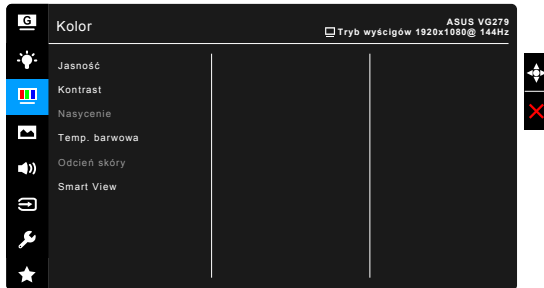 G
Kolor
ASUS VG279
Tryb wyścigów 1920x1080@ 144Hz
Jasność
Kontrast
Nasycenie
Temp. barwowa
Odcień skóry
Smart View